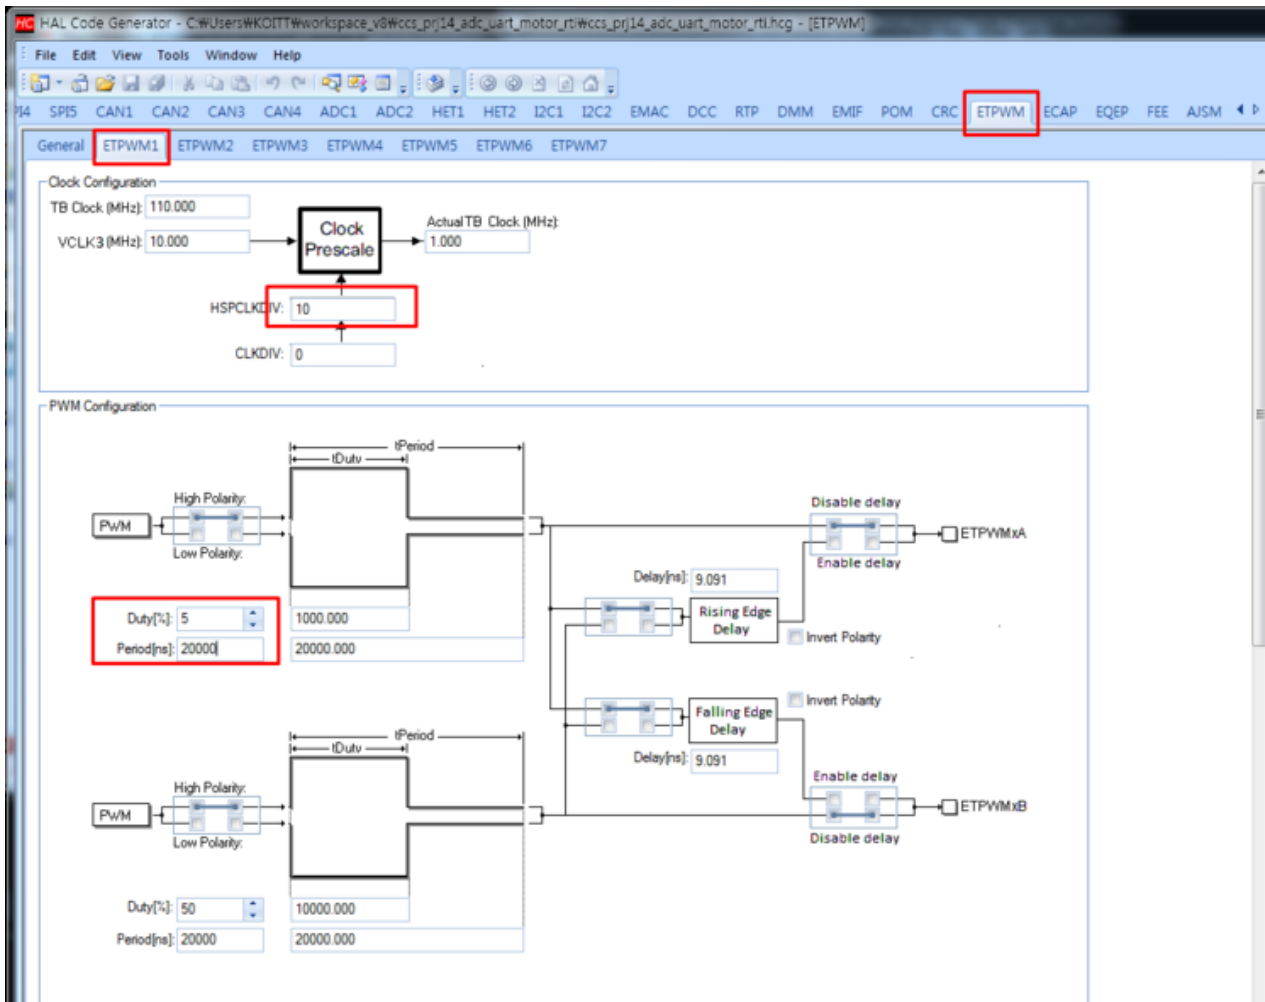 HC HAL Code Generator - C:₩Users₩KOITT₩workspace_v8₩ccs_prj14_adc_uart_motor_rti₩ccs_prj14_adc_uart_motor_rti.hcg - [ETPWM]
File Edit View Tools Window Help
PI4 SPI5 CAN1 CAN2 CAN3 CAN4 ADC1 ADC2 HET1 HET2 I2C1 I2C2 EMAC DCC RTP DMM EMIF POM CRC ETPWM ECAP EQEP FEE AJSM
General ETPWM1 ETPWM2 ETPWM3 ETPWM4 ETPWM5 ETPWM6 ETPWM7
Clock Configuration
TB Clock (MHz): 110.000
VCLK3 (MHz): 10.000
Clock Prescale
Actual TB Clock (MHz):
1.000
HSPCLKDIV: 10
CLKDIV: 0
PWM Configuration
tPeriod
tDuty
High Polarity:
PWM
Low Polarity:
Disable delay
ETPWMxA
Enable delay
Delay[ns]: 9.091
Rising Edge Delay
Invert Polarity
Duty[%]: 5 1000.000
Period[ns]: 20000 20000.000
Invert Polarity
Falling Edge Delay
Delay[ns]: 9.091
tPeriod
tDuty
High Polarity:
PWM
Low Polarity:
Enable delay
ETPWMxB
Disable delay
Duty[%]: 50 10000.000
Period[ns]: 20000 20000.000